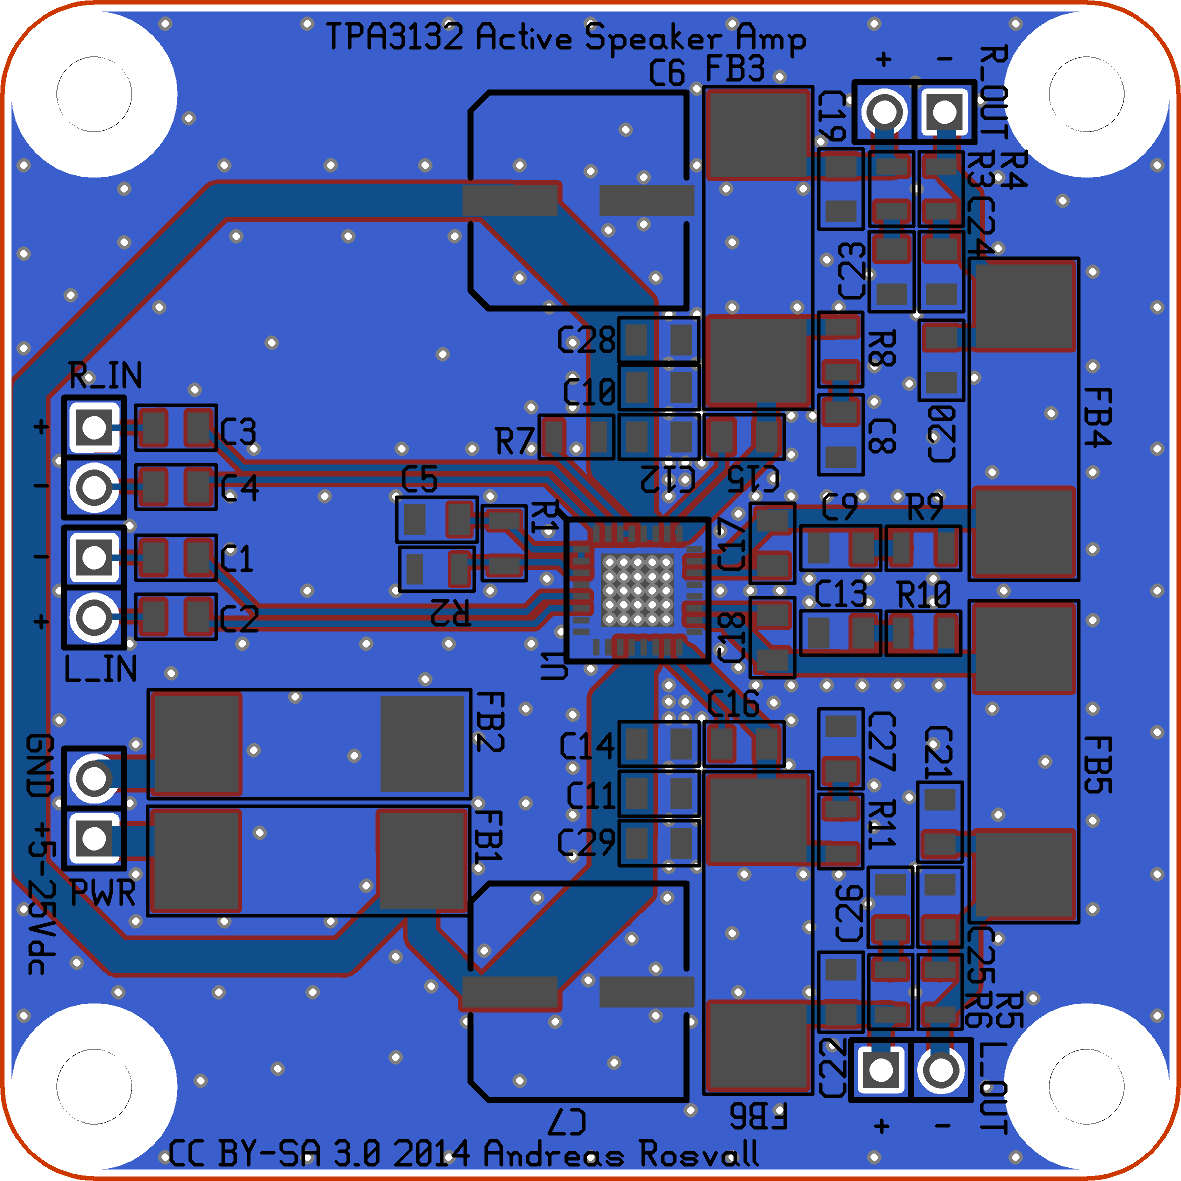 TPA3132 Active Speaker Amp
C6
FB3
+
-
R_OUT
C19
R3
R4
C24
C23
C28
R8
R_IN
C10
FB4
+
C3
R7
C20
C8
-
C4
C5
C12
C15
R1
C17
C9
R9
-
C1
R2
C13
R10
+
C2
C18
L_IN
U1
FB2
C16
GND
C14
C27
C21
FB5
C11
+5-25Vdc
FB1
C29
R11
PWR
C26
C25
R6
R5
C22
L_OUT
C7
FB6
+
-
CC BY-SA 3.0 2014 Andreas Rosvall